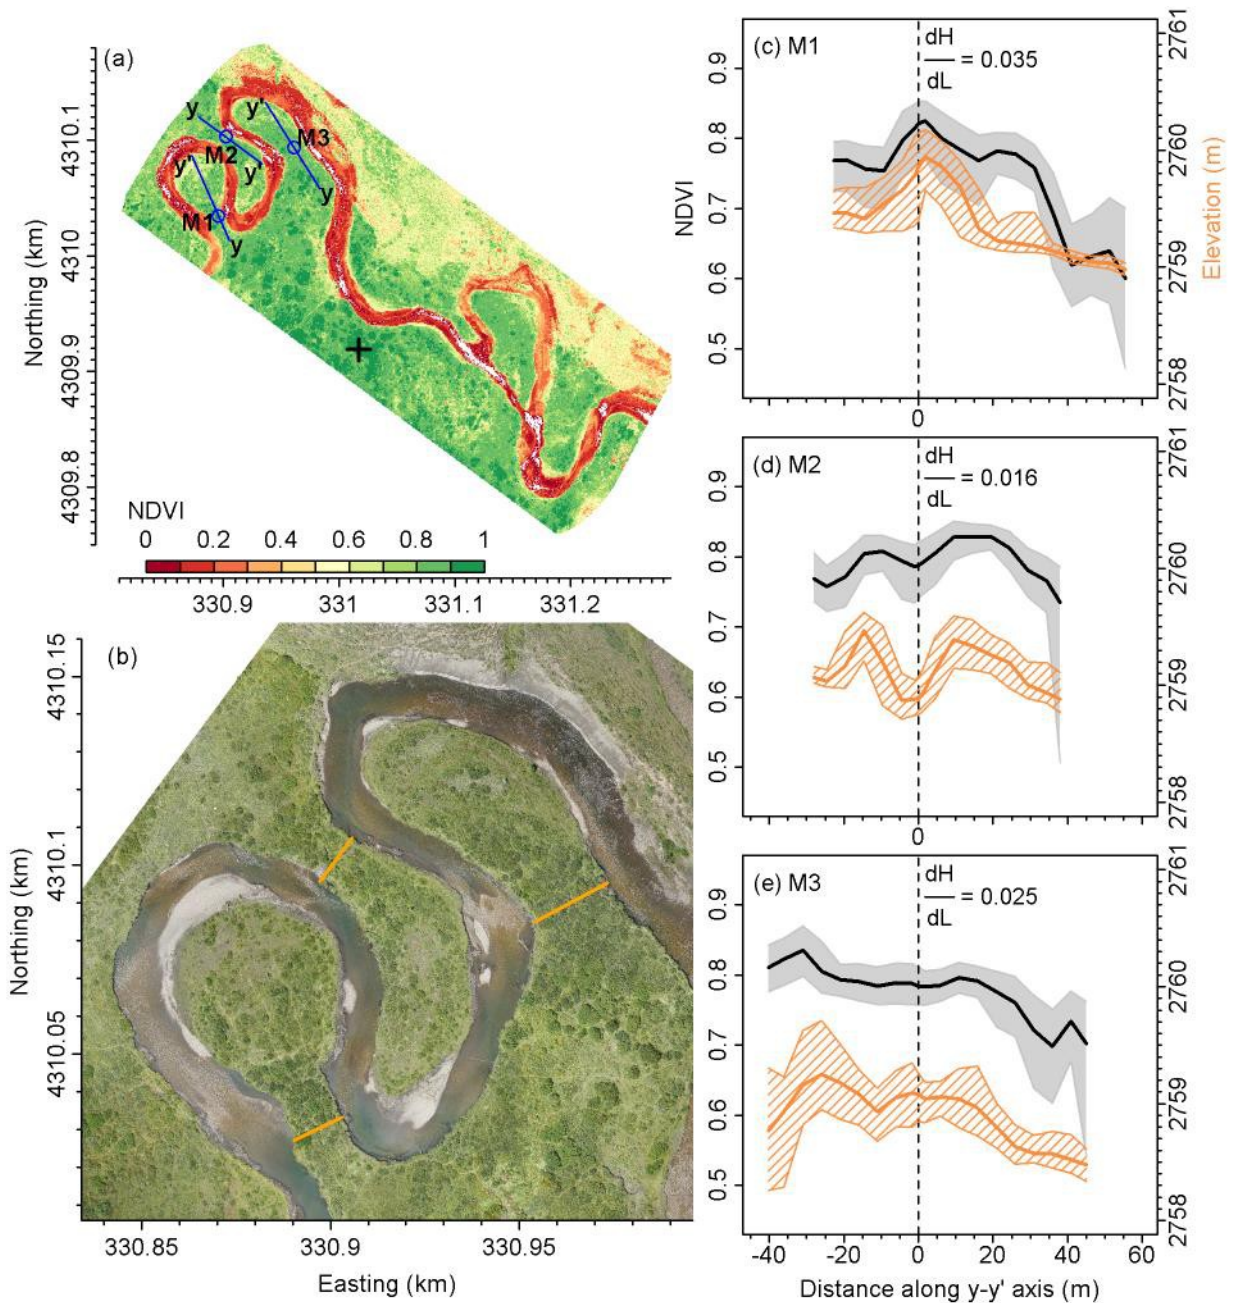 (a)
y
y'
M3
M2
y'
y'
y
M1
y
Northing (km)
4310.1
4310
4309.9
4309.8
NDVI
0 0.2 0.4 0.6 0.8 1
330.9 331 331.1 331.2
(b)
Northing (km)
4310.15
4310.1
4310.05
330.85 330.9 330.95
Easting (km)
(c) M1
dH
dL
= 0.035
NDVI
0.9
0.8
0.7
0.6
0.5
2761
2760
2759
2758
Elevation (m)
0
(d) M2
dH
dL
= 0.016
0.9
0.8
0.7
0.6
0.5
2761
2760
2759
2758
0
(e) M3
dH
dL
= 0.025
0.9
0.8
0.7
0.6
0.5
2761
2760
2759
2758
-40 -20 0 20 40 60
Distance along y-y' axis (m)